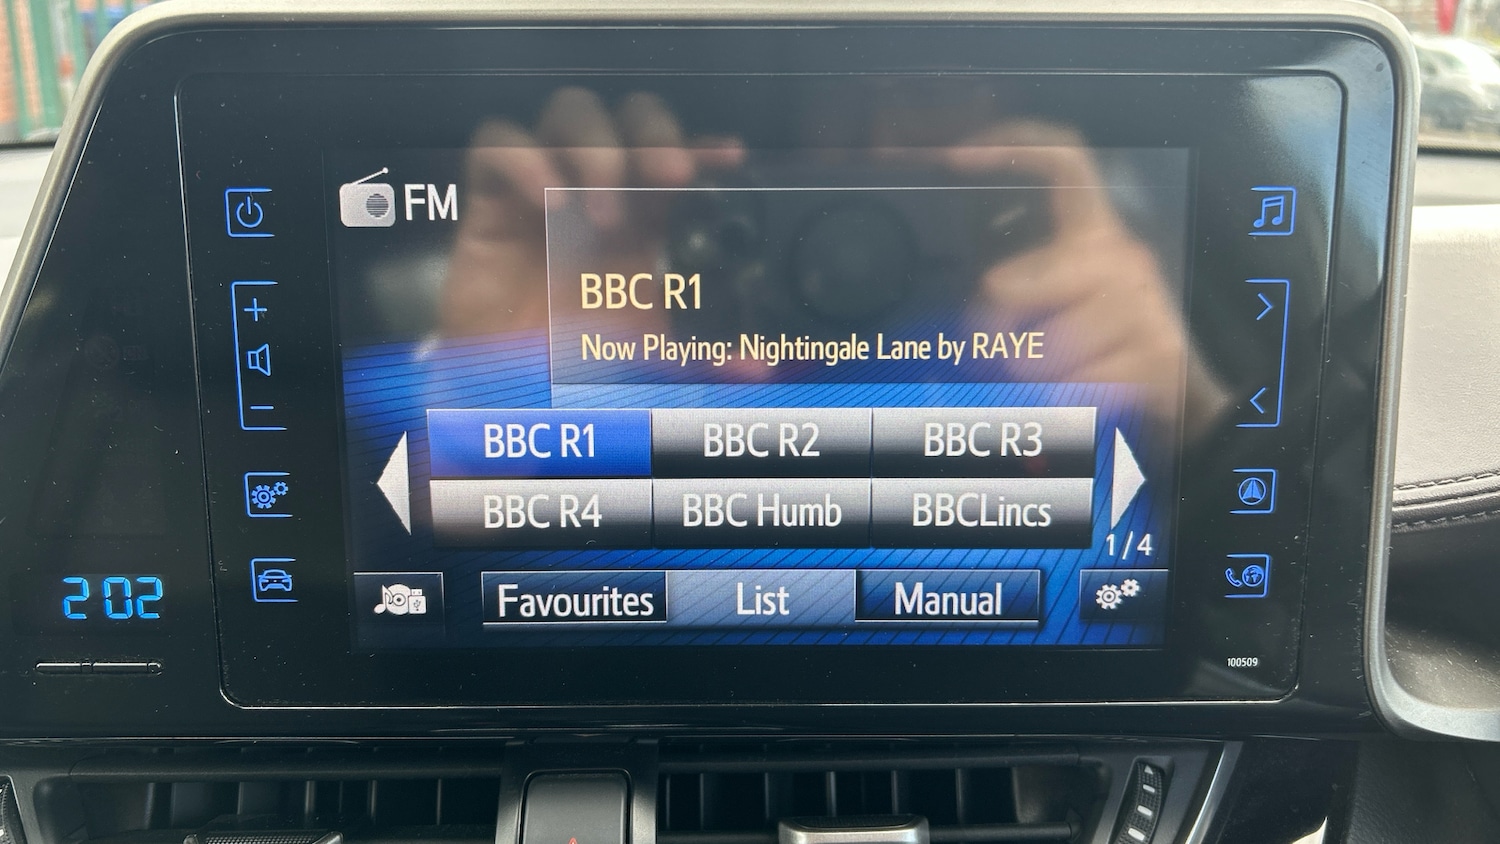 FM
BBC R1
Now Playing: Nightingale Lane by RAYE
BBC R1 BBC R2 BBC R3
BBC R4 BBC Humb BBCLincs
1/4
Favourites List Manual
2 02
100509